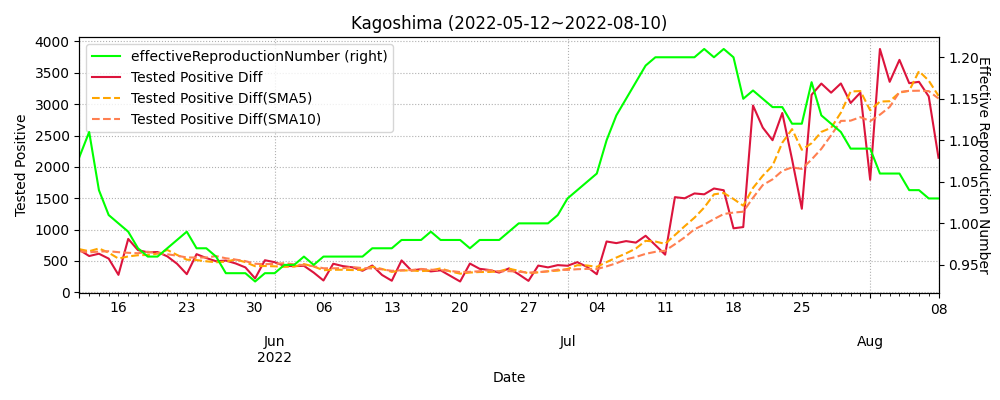 Kagoshima (2022-05-12~2022-08-10)
effectiveReproductionNumber (right)
Tested Positive Diff
Tested Positive Diff(SMA5)
Tested Positive Diff(SMA10)
Tested Positive
4000
3500
3000
2500
2000
1500
1000
500
0
1.20
1.15
1.10
1.05
1.00
0.95
Effective Reproduction Number
16 23 30 06 13 20 27 04 11 18 25 08
Jun Jul Aug
2022
Date